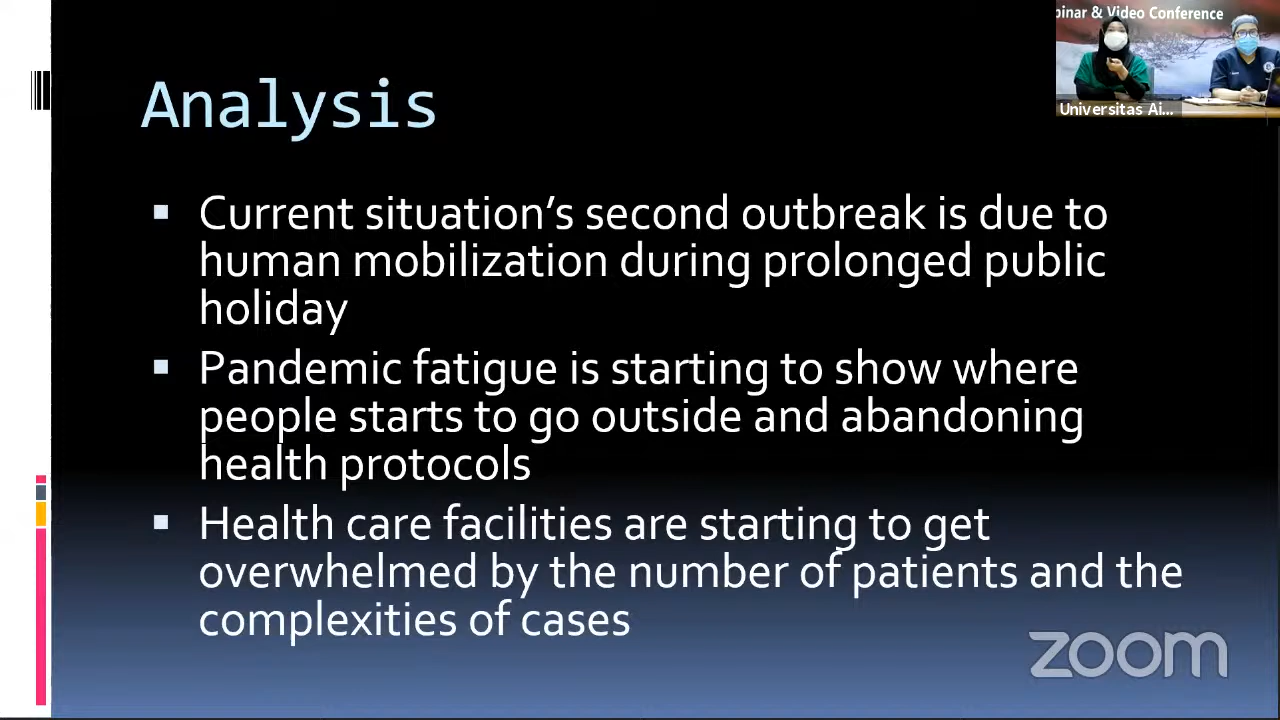 binar & Video Conference
Universitas Ai...
Analysis
Current situation’s second outbreak is due to
human mobilization during prolonged public
holiday
Pandemic fatigue is starting to show where
people starts to go outside and abandoning
health protocols
Health care facilities are starting to get
overwhelmed by the number of patients and the
complexities of cases
zoom